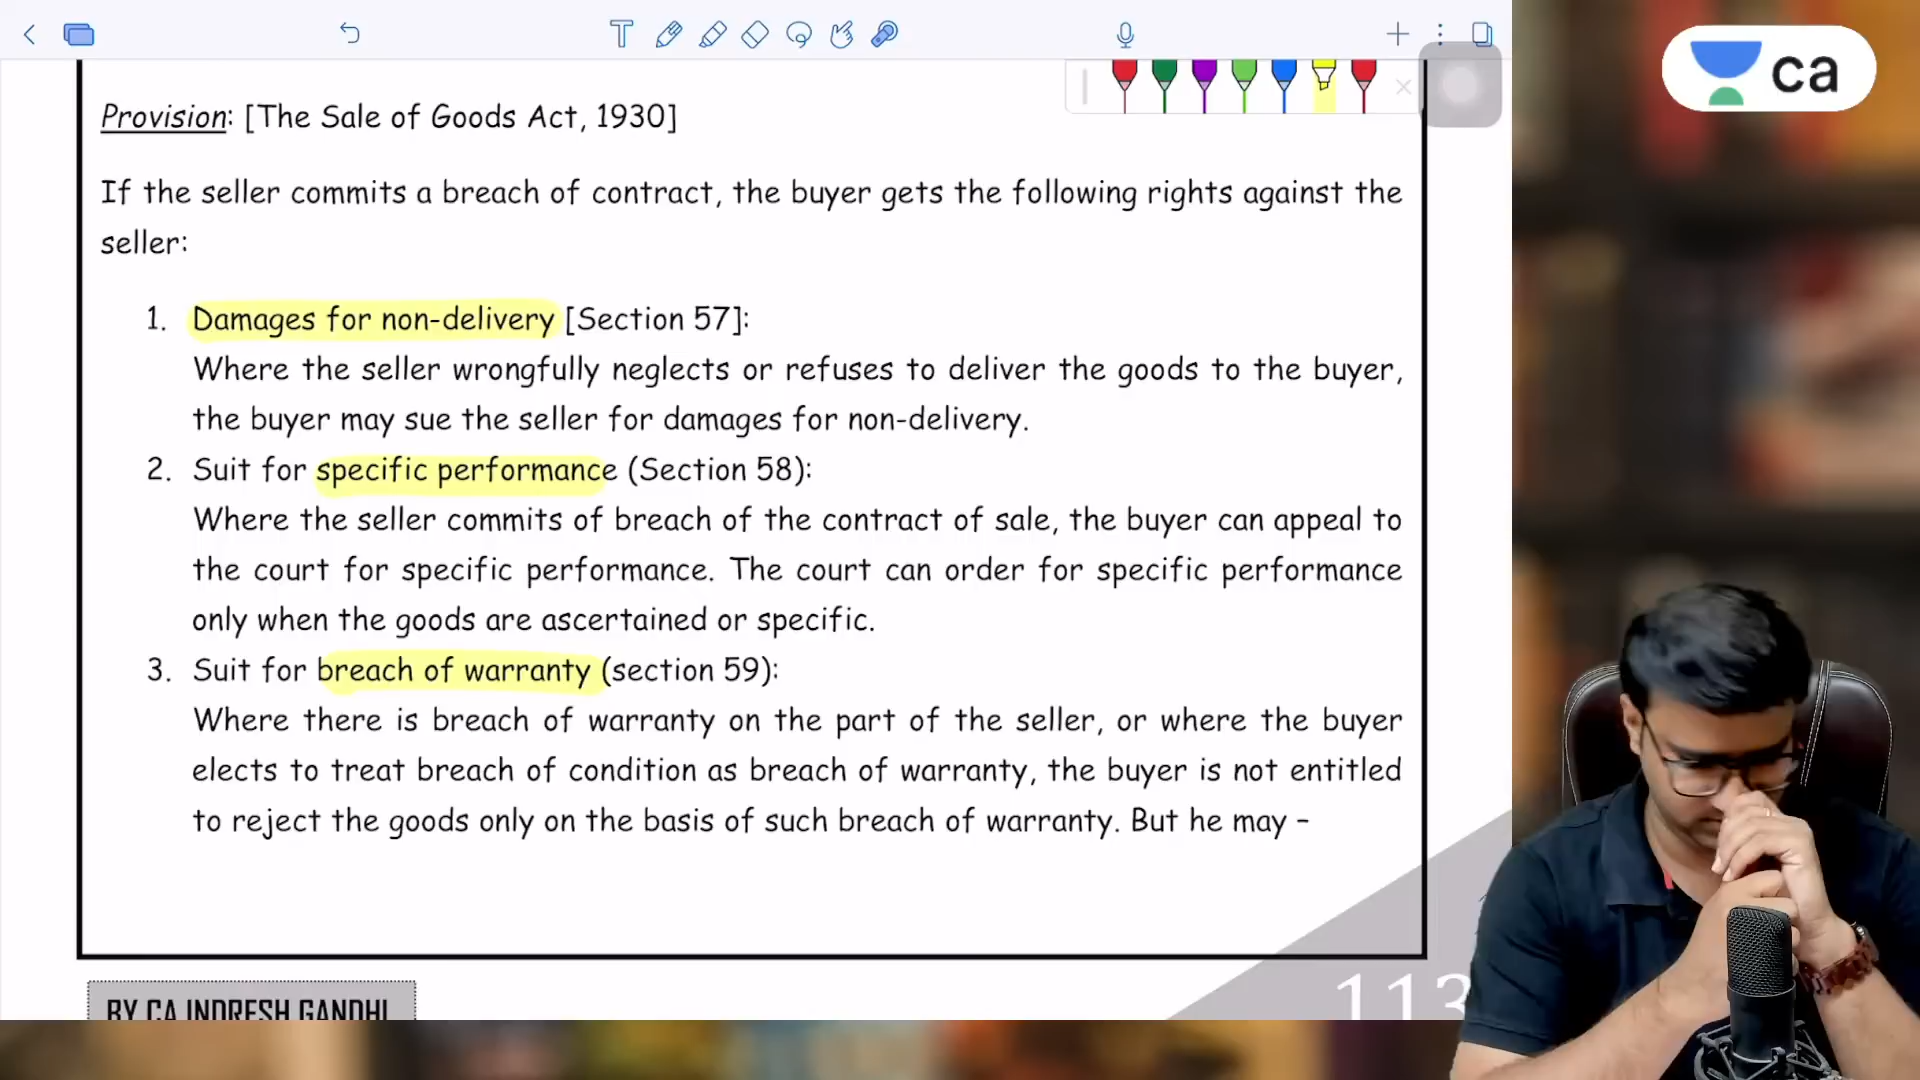 ca
Provision: [The Sale of Goods Act, 1930]
If the seller commits a breach of contract, the buyer gets the following rights against the
seller:
1. Damages for non-delivery [Section 57]:
Where the seller wrongfully neglects or refuses to deliver the goods to the buyer,
the buyer may sue the seller for damages for non-delivery.
2. Suit for specific performance (Section 58):
Where the seller commits of breach of the contract of sale, the buyer can appeal to
the court for specific performance. The court can order for specific performance
only when the goods are ascertained or specific.
3. Suit for breach of warranty (section 59):
Where there is breach of warranty on the part of the seller, or where the buyer
elects to treat breach of condition as breach of warranty, the buyer is not entitled
to reject the goods only on the basis of such breach of warranty. But he may –
BY CA INDRESH GANDHI
113